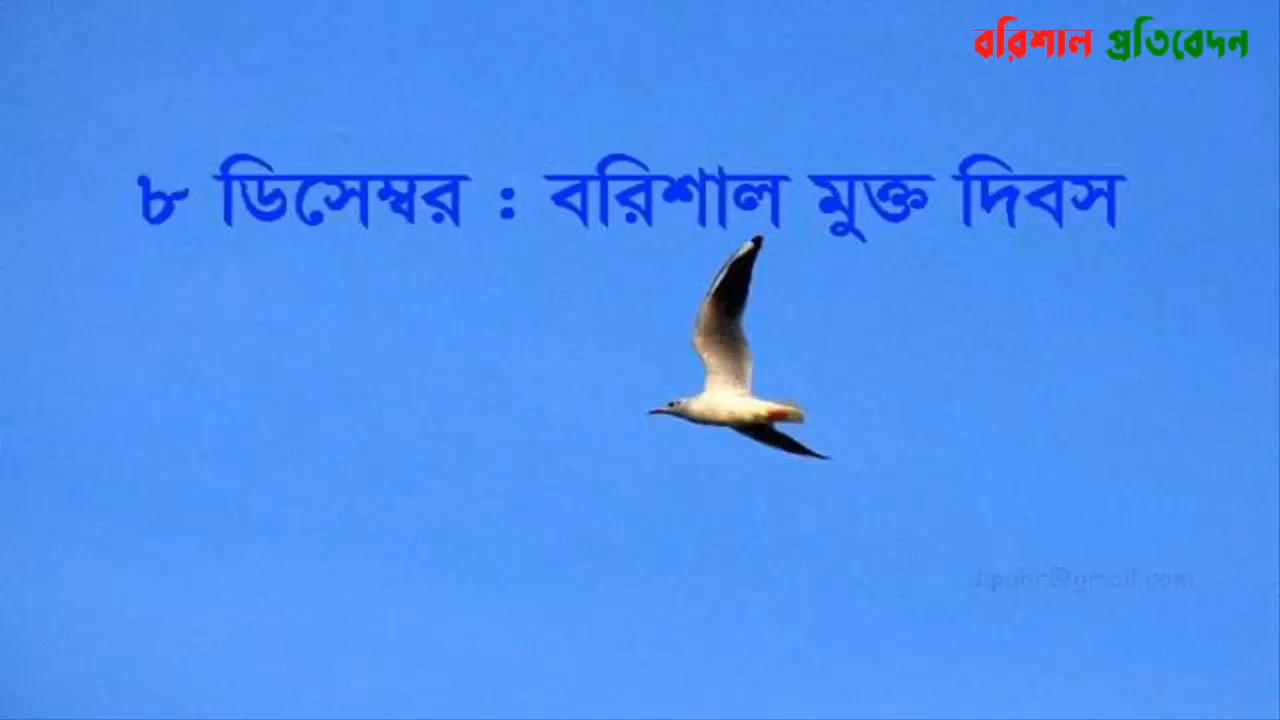 বরিশাল প্রতিবেদন
৮ ডিসেম্বর : বরিশাল মুক্ত দিবস